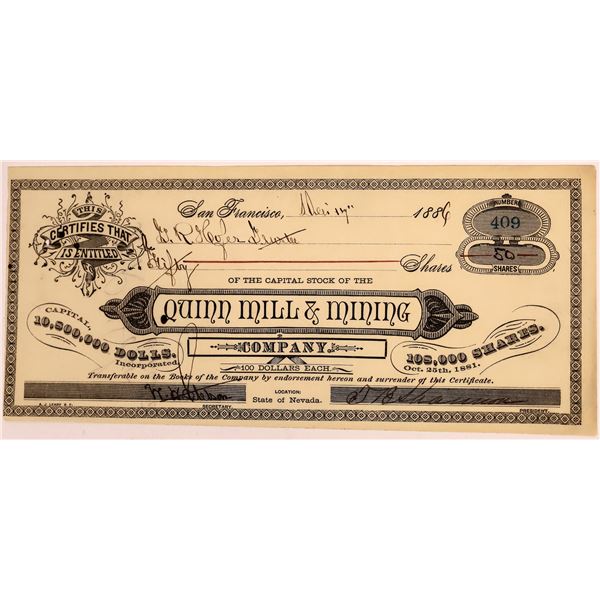 THIS
CERTIFIES THAT
IS ENTITLED
San Francisco, 1886
NUMBER
409
Trustee
Fifty Shares
50
SHARES
OF THE CAPITAL STOCK OF THE
QUINN MILL & MINING
COMPANY.
CAPITAL,
10,800,000 DOLLS.
Incorporated
108,000 SHARES.
Oct. 25th, 1881.
100 DOLLARS EACH.
Transferable on the Books of the Company by endorsement hereon and surrender of this Certificate.
LOCATION:
State of Nevada.
SECRETARY.
PRESIDENT.